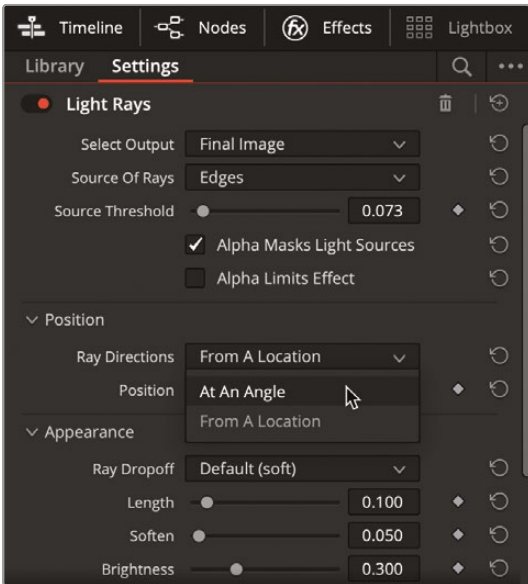 Timeline Nodes fx Effects Lightbox
Library Settings
Light Rays
Select Output Final Image
Source Of Rays Edges
Source Threshold 0.073
Alpha Masks Light Sources
Alpha Limits Effect
Position
Ray Directions From A Location
Position At An Angle
From A Location
Appearance
Ray Dropoff Default (soft)
Length 0.100
Soften 0.050
Brightness 0.300